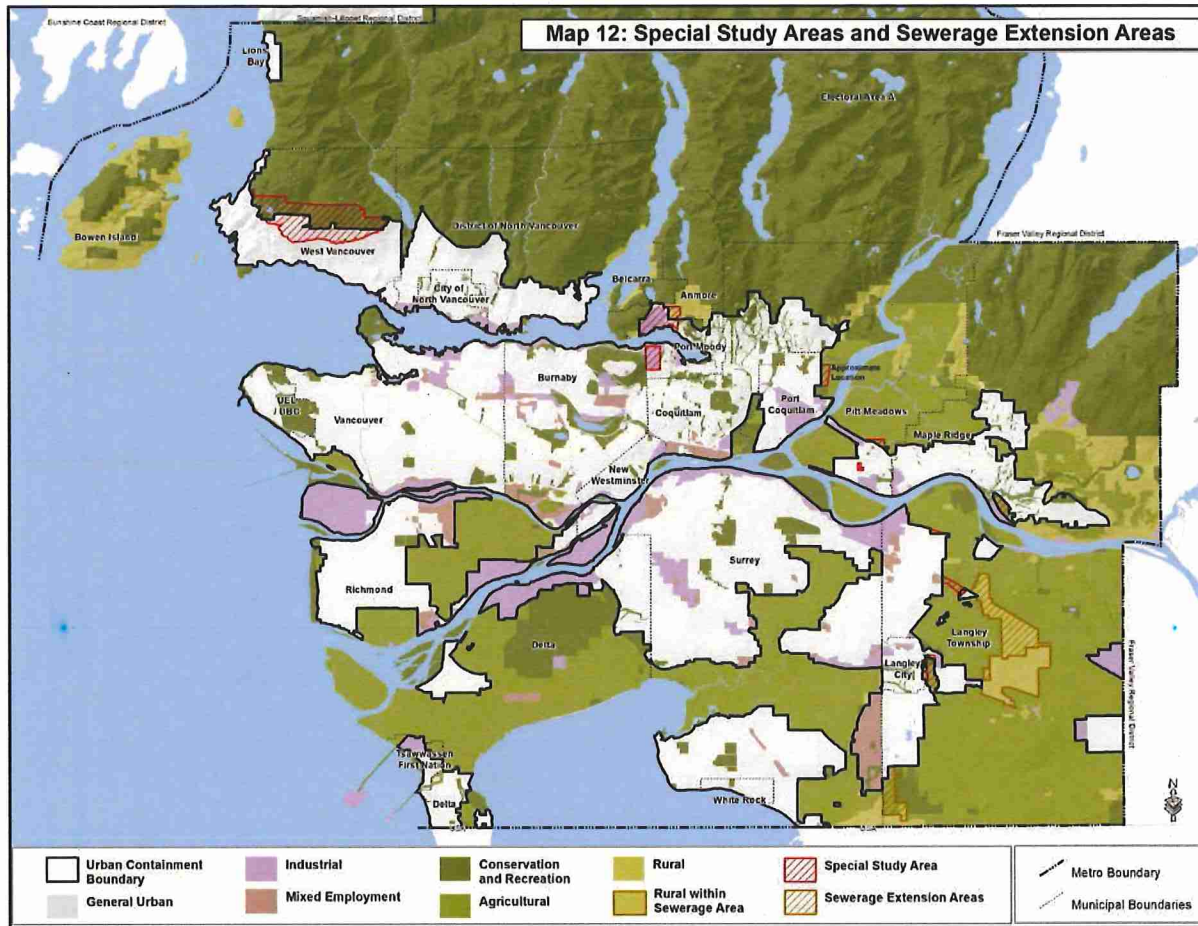 Sunshine Coast Regional District
Squamish-Lillooet Regional District
Map 12: Special Study Areas and Sewerage Extension Areas
Lions
Bay
Electoral Area A
Bowen Island
District of North Vancouver
West Vancouver
Fraser Valley Regional District
City of
North Vancouver
Belcarra
Anmore
Port Moody
Approximate
Location
Burnaby
UEL
/ UBC
Vancouver
Coquitlam
Port
Coquitlam
Pitt Meadows
Maple Ridge
New
Westminster
Richmond
Surrey
Delta
Langley
Township
Langley
City
Fraser Valley Regional District
Tsawwassen
First Nation
Delta
White Rock
N
Urban Containment
Boundary
General Urban
Industrial
Mixed Employment
Conservation
and Recreation
Agricultural
Rural
Rural within
Sewerage Area
Special Study Area
Sewerage Extension Areas
Metro Boundary
Municipal Boundaries